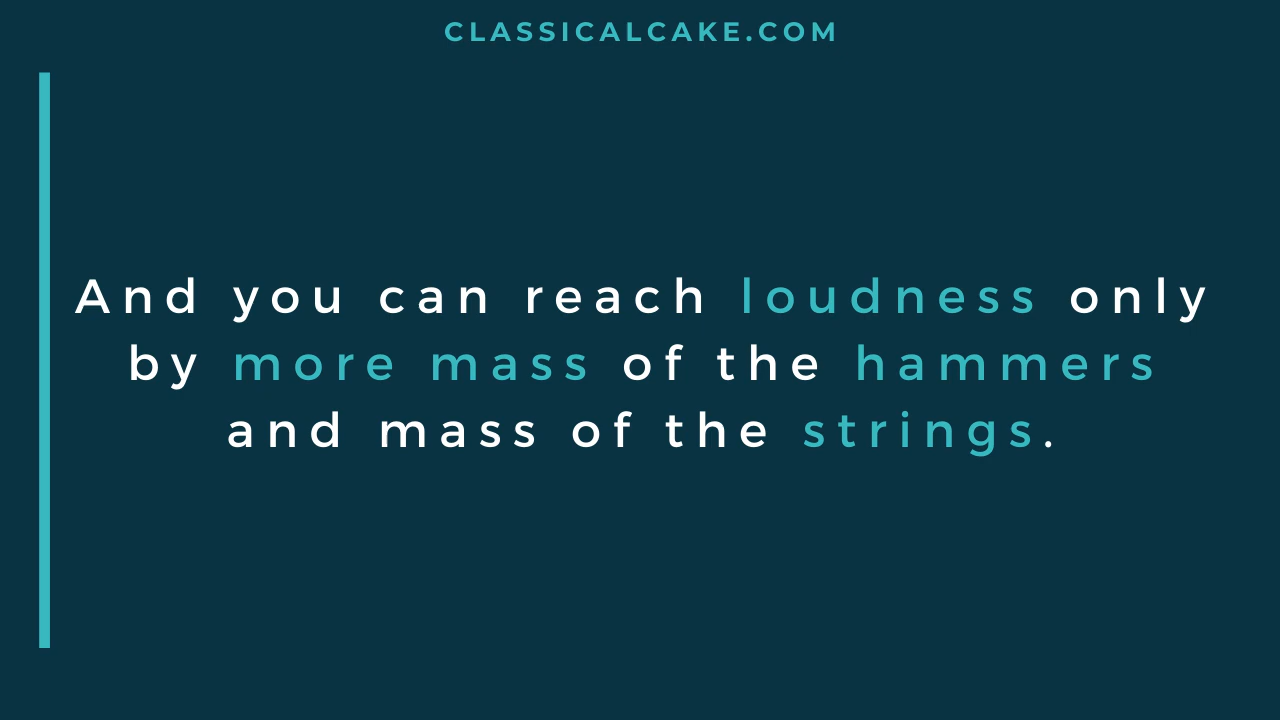 CLASSICALCAKE.COM
And you can reach loudness only
by more mass of the hammers
and mass of the strings.